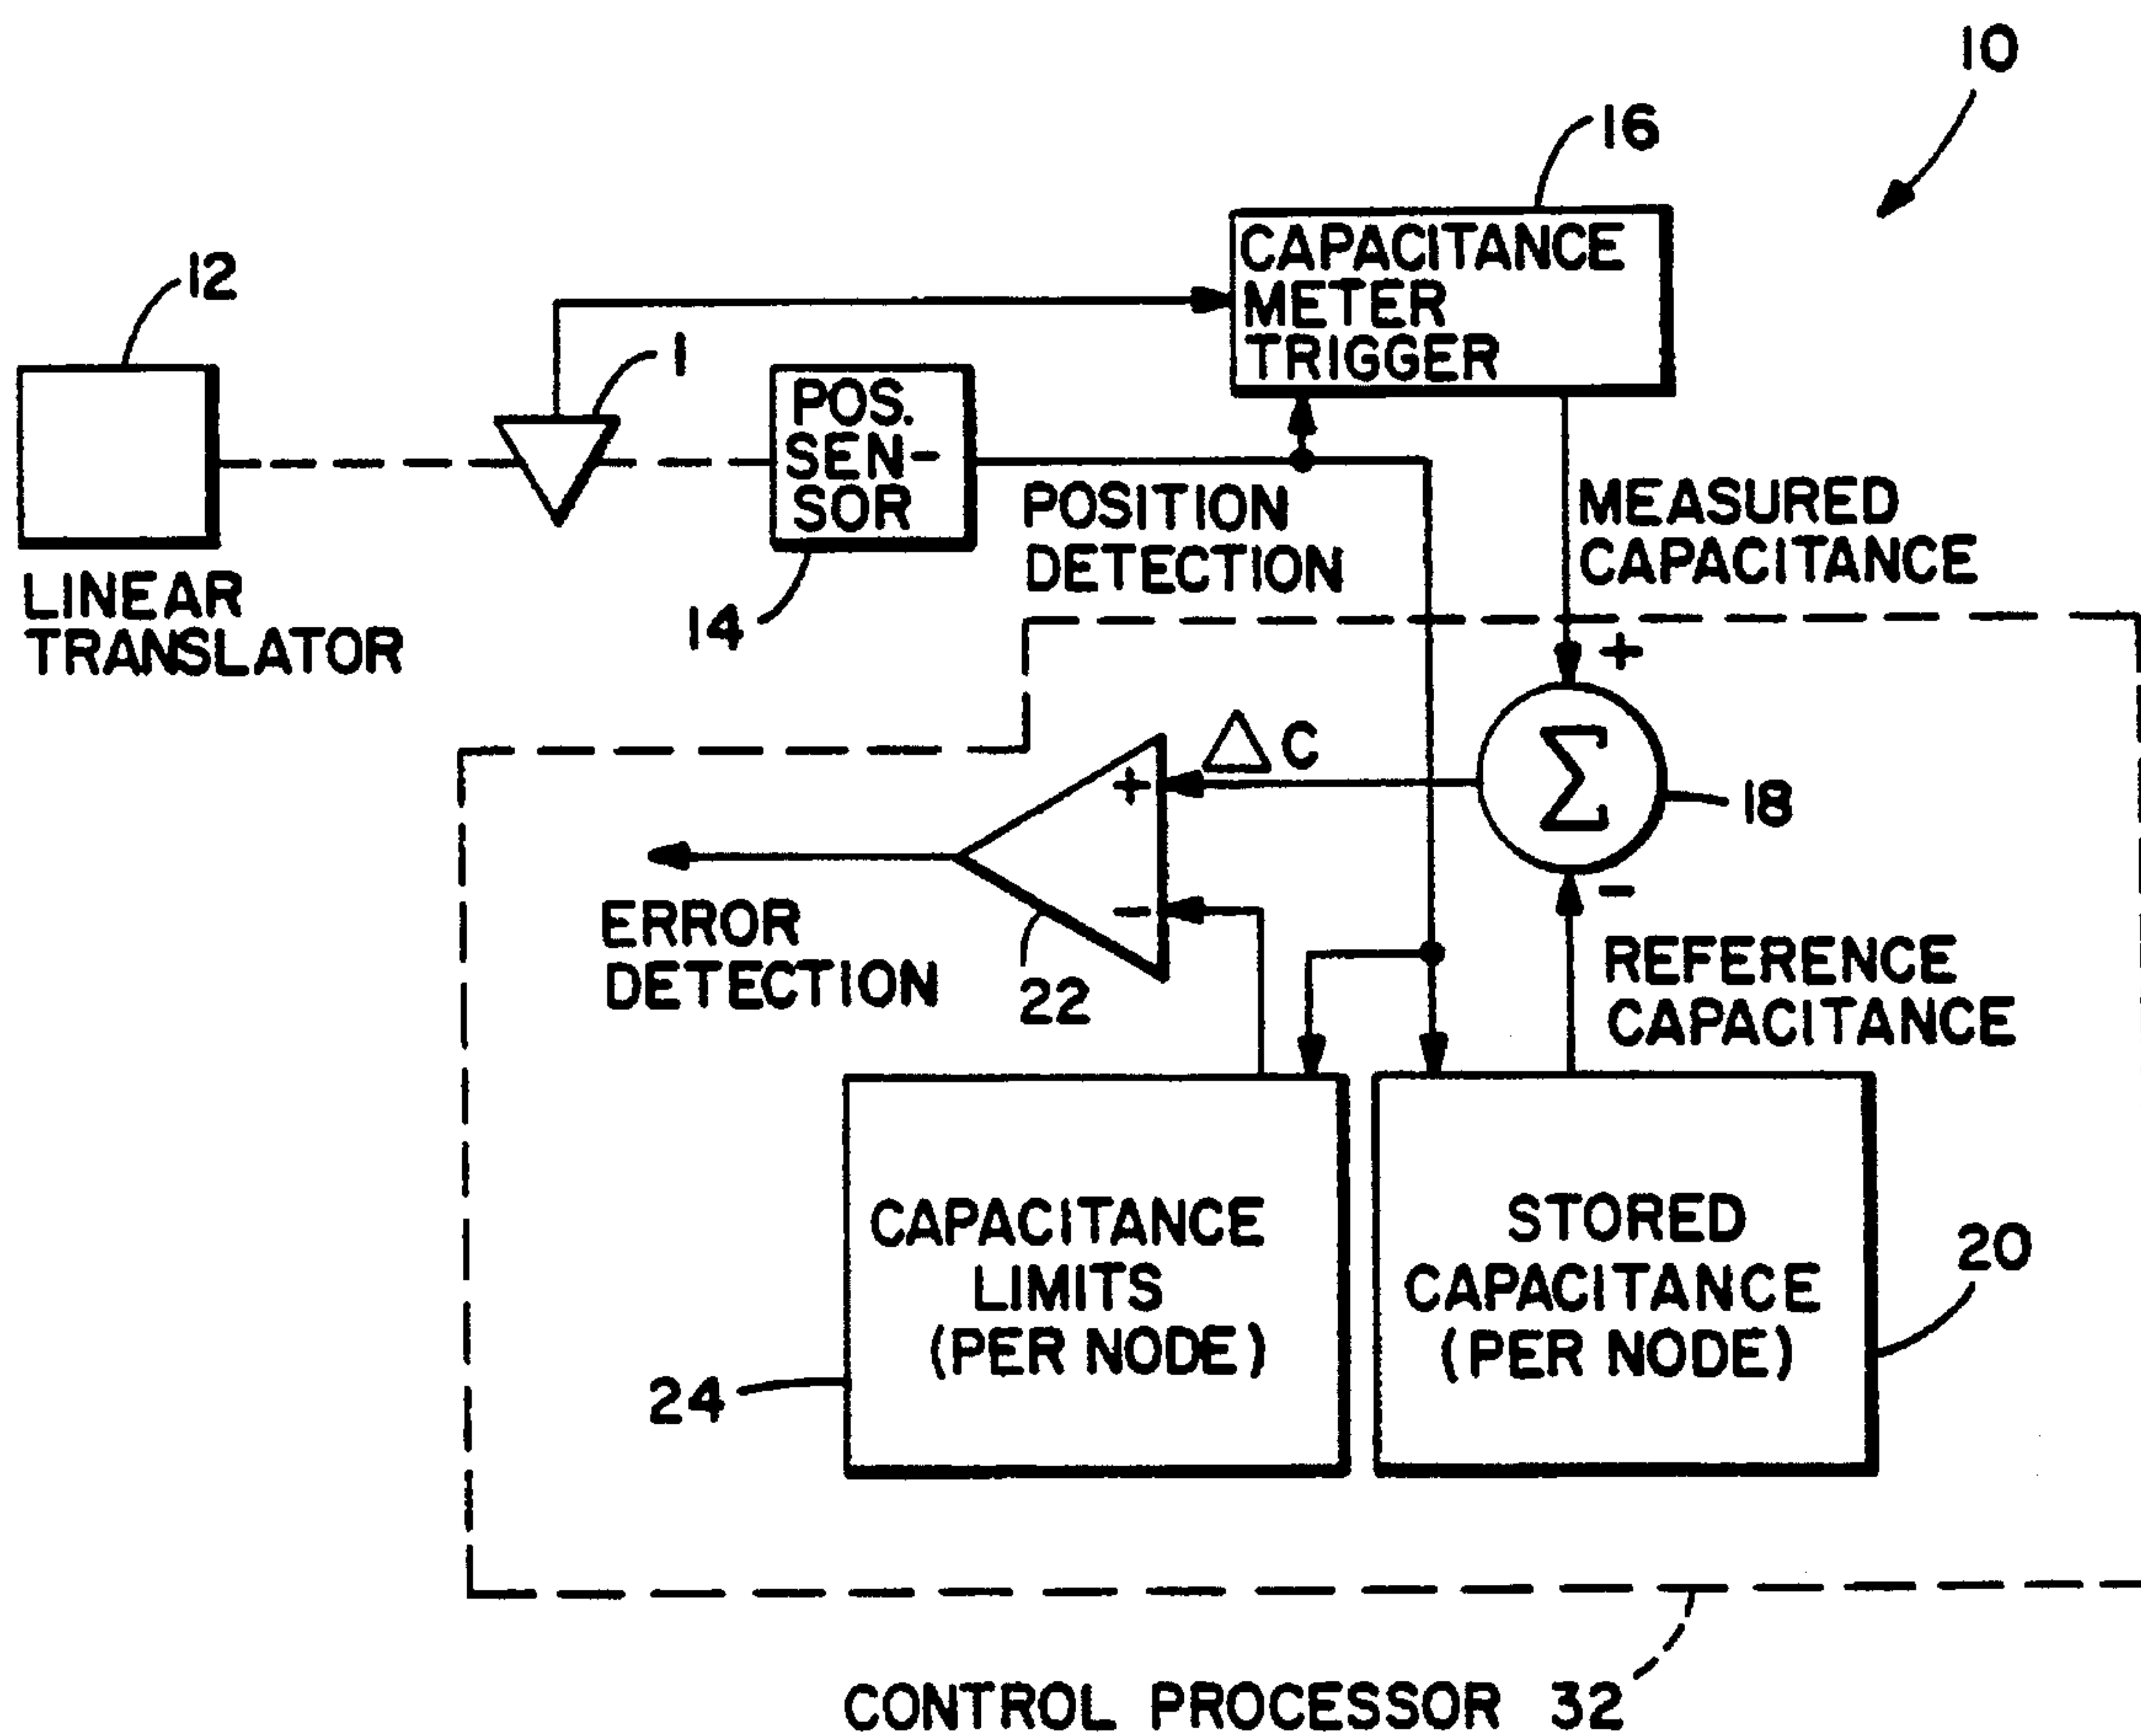 10
16
CAPACITANCE
METER
TRIGGER
12
1
POS.
SEN-
SOR
POSITION
DETECTION
MEASURED
CAPACITANCE
LINEAR
TRANSLATOR
14
+
Δ C
+
Σ
18
−
−
ERROR
DETECTION
22
REFERENCE
CAPACITANCE
CAPACITANCE
LIMITS
(PER NODE)
STORED
CAPACITANCE
(PER NODE)
20
24
CONTROL PROCESSOR 32